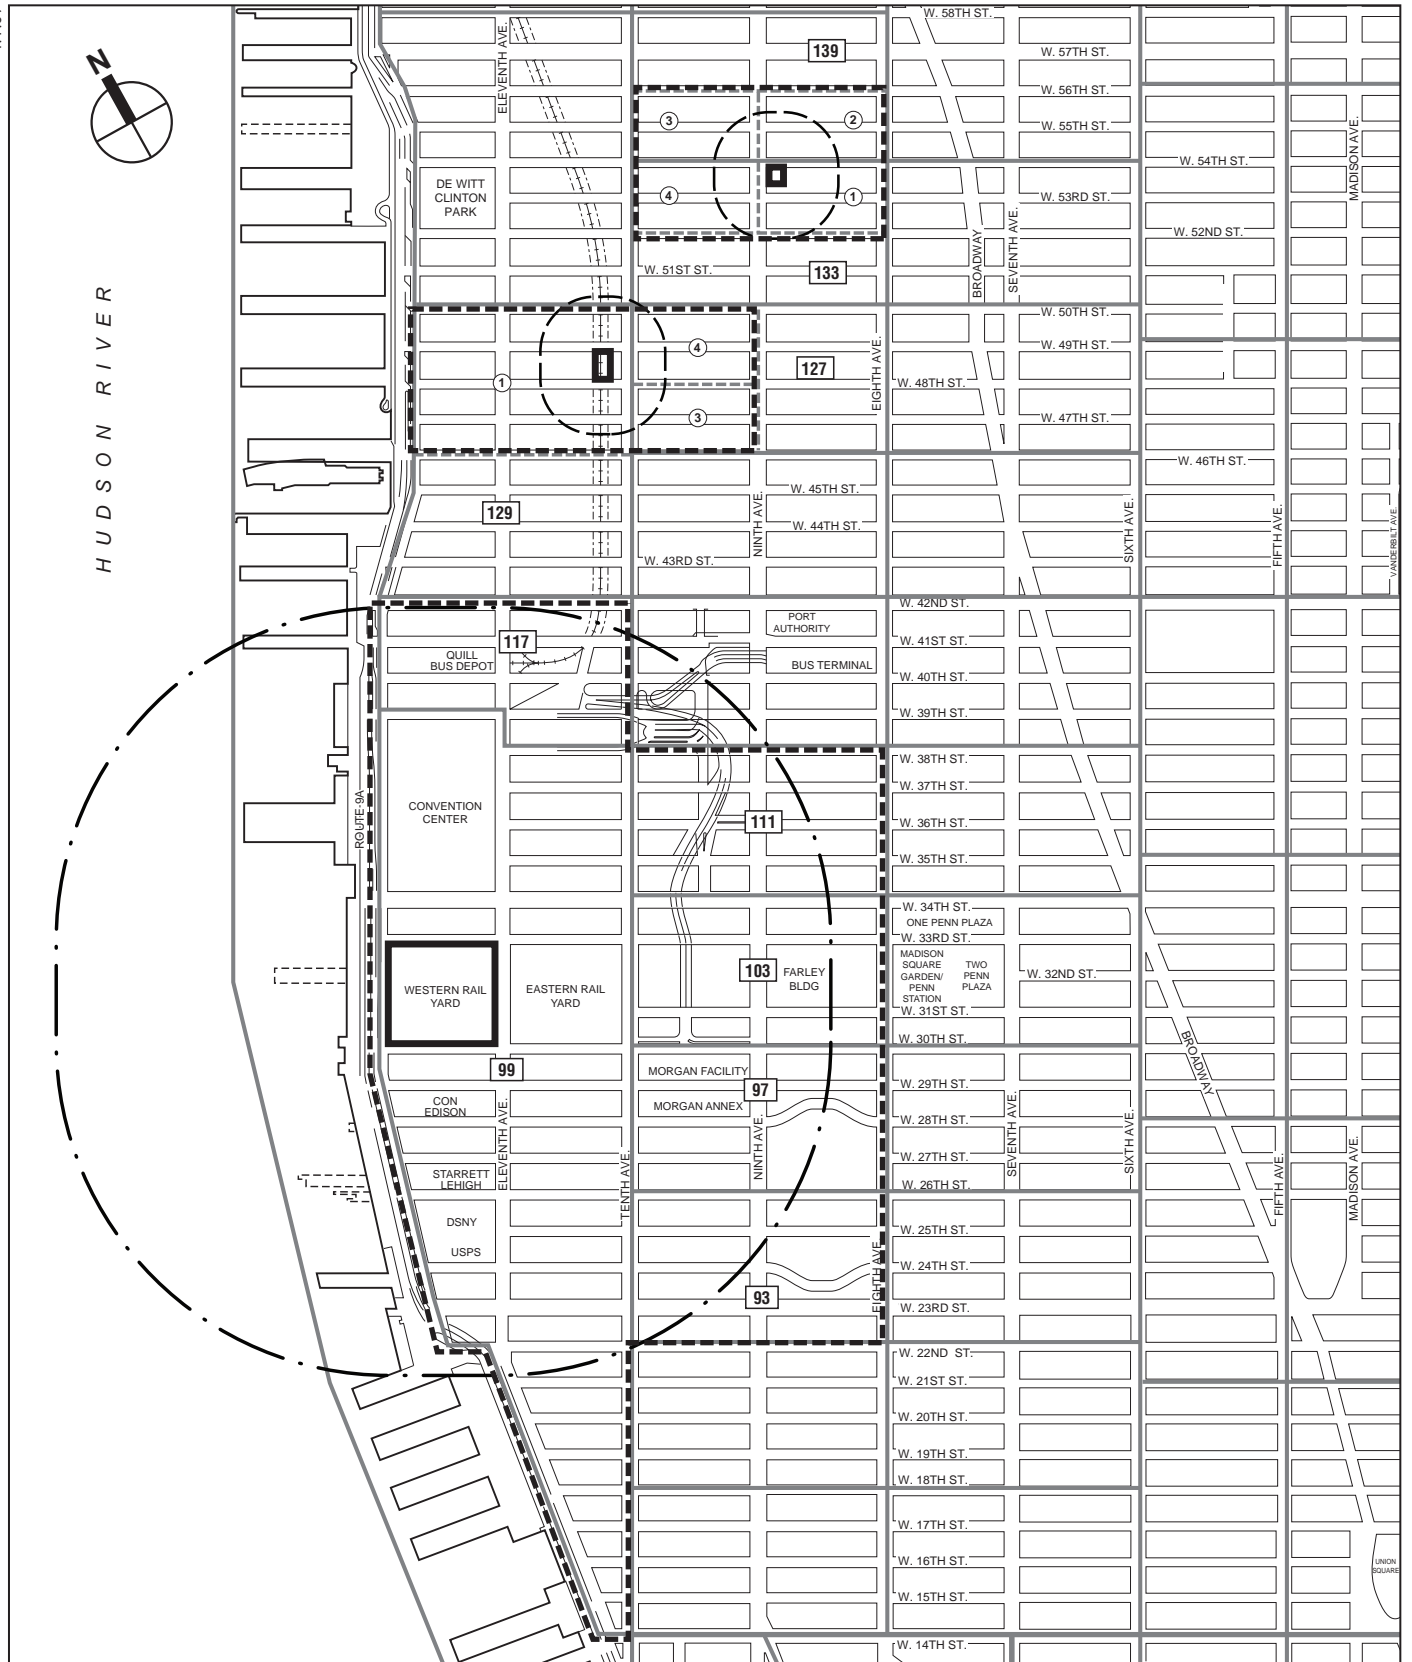 W. 58TH ST.
139
W. 57TH ST.
N
ELEVENTH AVE.
W. 56TH ST.
3
2
W. 55TH ST.
MADISON AVE.
W. 54TH ST.
DE WITT
CLINTON
PARK
4
1
W. 53RD ST.
W. 52ND ST.
BROADWAY
SEVENTH AVE.
W. 51ST ST.
133
HUDSON RIVER
W. 50TH ST.
4
W. 49TH ST.
EIGHTH AVE.
127
1
W. 48TH ST.
3
W. 47TH ST.
W. 46TH ST.
W. 45TH ST.
129
NINTH AVE.
W. 44TH ST.
SIXTH AVE.
FIFTH AVE.
VANDERBILT AVE.
W. 43RD ST.
W. 42ND ST.
PORT
AUTHORITY
117
W. 41ST ST.
QUILL
BUS DEPOT
BUS TERMINAL
W. 40TH ST.
W. 39TH ST.
W. 38TH ST.
W. 37TH ST.
CONVENTION
CENTER
ROUTE-9A
111
W. 36TH ST.
W. 35TH ST.
W. 34TH ST.
ONE PENN PLAZA
W. 33RD ST.
MADISON
SQUARE
GARDEN/
PENN
STATION
TWO
PENN
PLAZA
103
FARLEY
BLDG
W. 32ND ST.
WESTERN RAIL
YARD
EASTERN RAIL
YARD
W. 31ST ST.
W. 30TH ST.
BROADWAY
99
MORGAN FACILITY
97
W. 29TH ST.
CON
EDISON
MORGAN ANNEX
W. 28TH ST.
ELEVENTH AVE.
NINTH AVE.
SEVENTH AVE.
SIXTH AVE.
W. 27TH ST.
STARRETT
LEHIGH
TENTH AVE.
FIFTH AVE.
MADISON AVE.
W. 26TH ST.
DSNY
W. 25TH ST.
USPS
EIGHTH AVE.
W. 24TH ST.
93
W. 23RD ST.
W. 22ND ST.
W. 21ST ST.
W. 20TH ST.
W. 19TH ST.
W. 18TH ST.
W. 17TH ST.
W. 16TH ST.
UNION
SQUARE
W. 15TH ST.
W. 14TH ST.